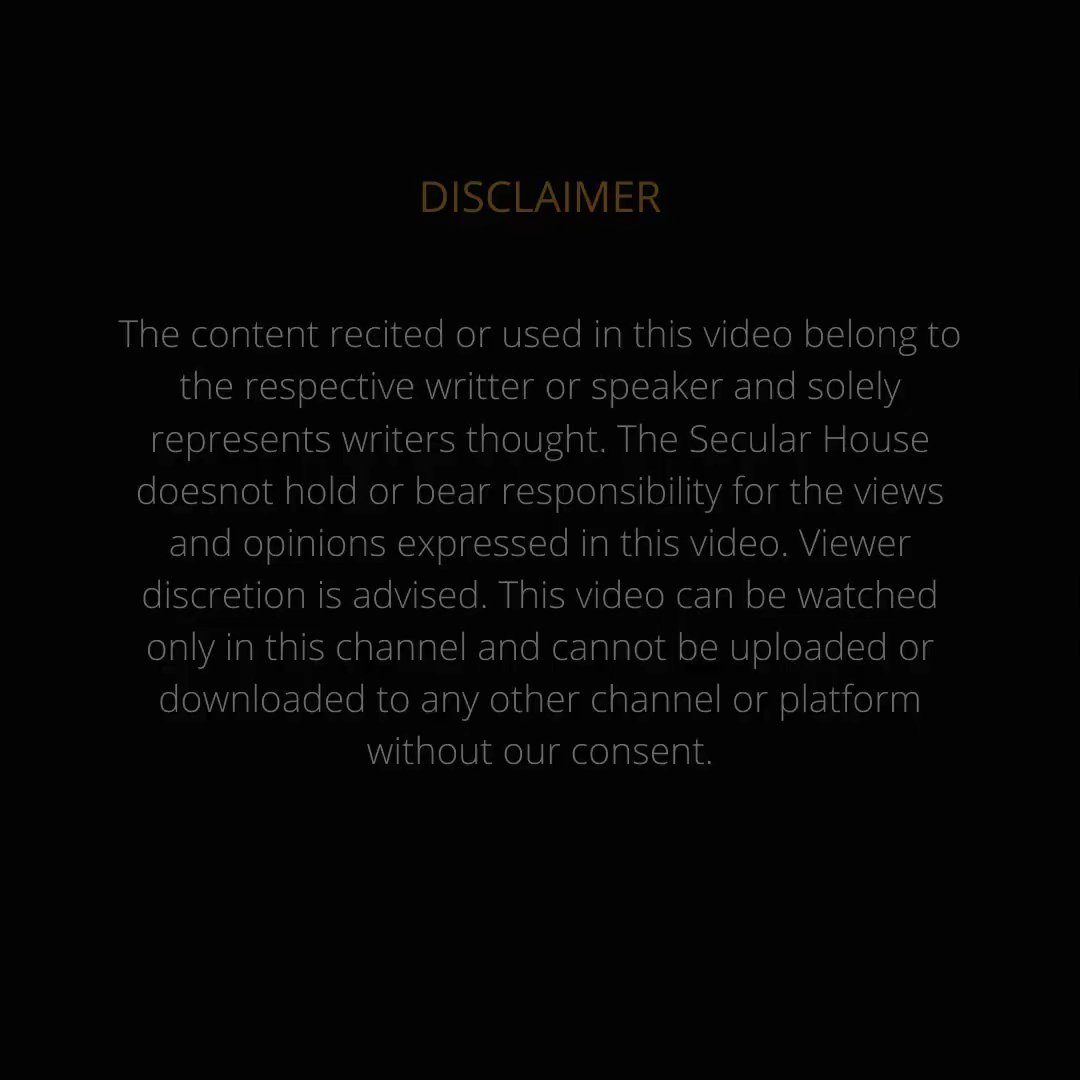 DISCLAIMER
The content recited or used in this video belong to
the respective writter or speaker and solely
represents writers thought. The Secular House
doesnot hold or bear responsibility for the views
and opinions expressed in this video. Viewer
discretion is advised. This video can be watched
only in this channel and cannot be uploaded or
downloaded to any other channel or platform
without our consent.